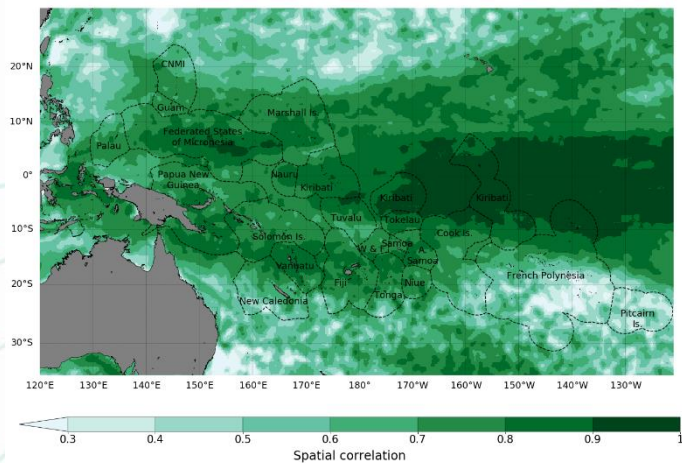 20°N
10°N
0°
10°S
20°S
30°S
CNMI
Guam
Marshall Is.
Palau
Federated States
of Micronesia
Papua New
Guinea
Nauru
Kiribati
Kiribati
Kiribati
Tuvalu
Tokelau
Solomon Is.
W & F
Samoa
A.
Samoa
Cook Is.
Vanuatu
Fiji
Niue
Tonga
French Polynesia
New Caledonia
Pitcairn
Is.
120°E 130°E 140°E 150°E 160°E 170°E 180° 170°W 160°W 150°W 140°W 130°W
0.3 0.4 0.5 0.6 0.7 0.8 0.9 1
Spatial correlation